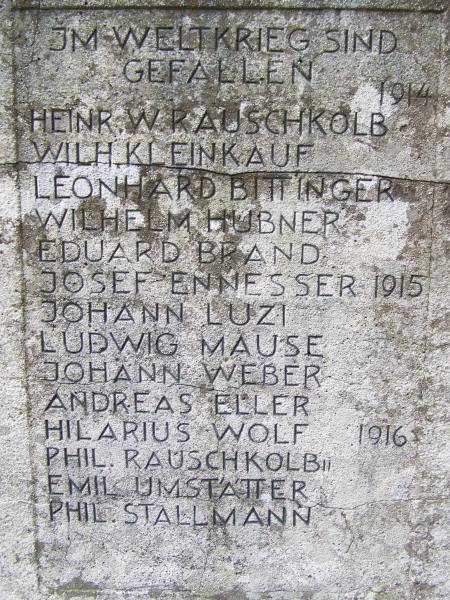 JM WELTKRIEG SIND
GEFALLEN
1914
HEINR. W. RAUSCHKOLB
WILH. KLEINKAUF
LEONHARD BITTINGER
WILHELM HÜBNER
EDUARD BRAND
JOSEF ENNESSER 1915
JOHANN LUZI
LUDWIG MAUSE
JOHANN WEBER
ANDREAS ELLER
HILARIUS WOLF 1916
PHIL. RAUSCHKOLB II
EMIL UMSTÄTTER
PHIL. STALLMANN